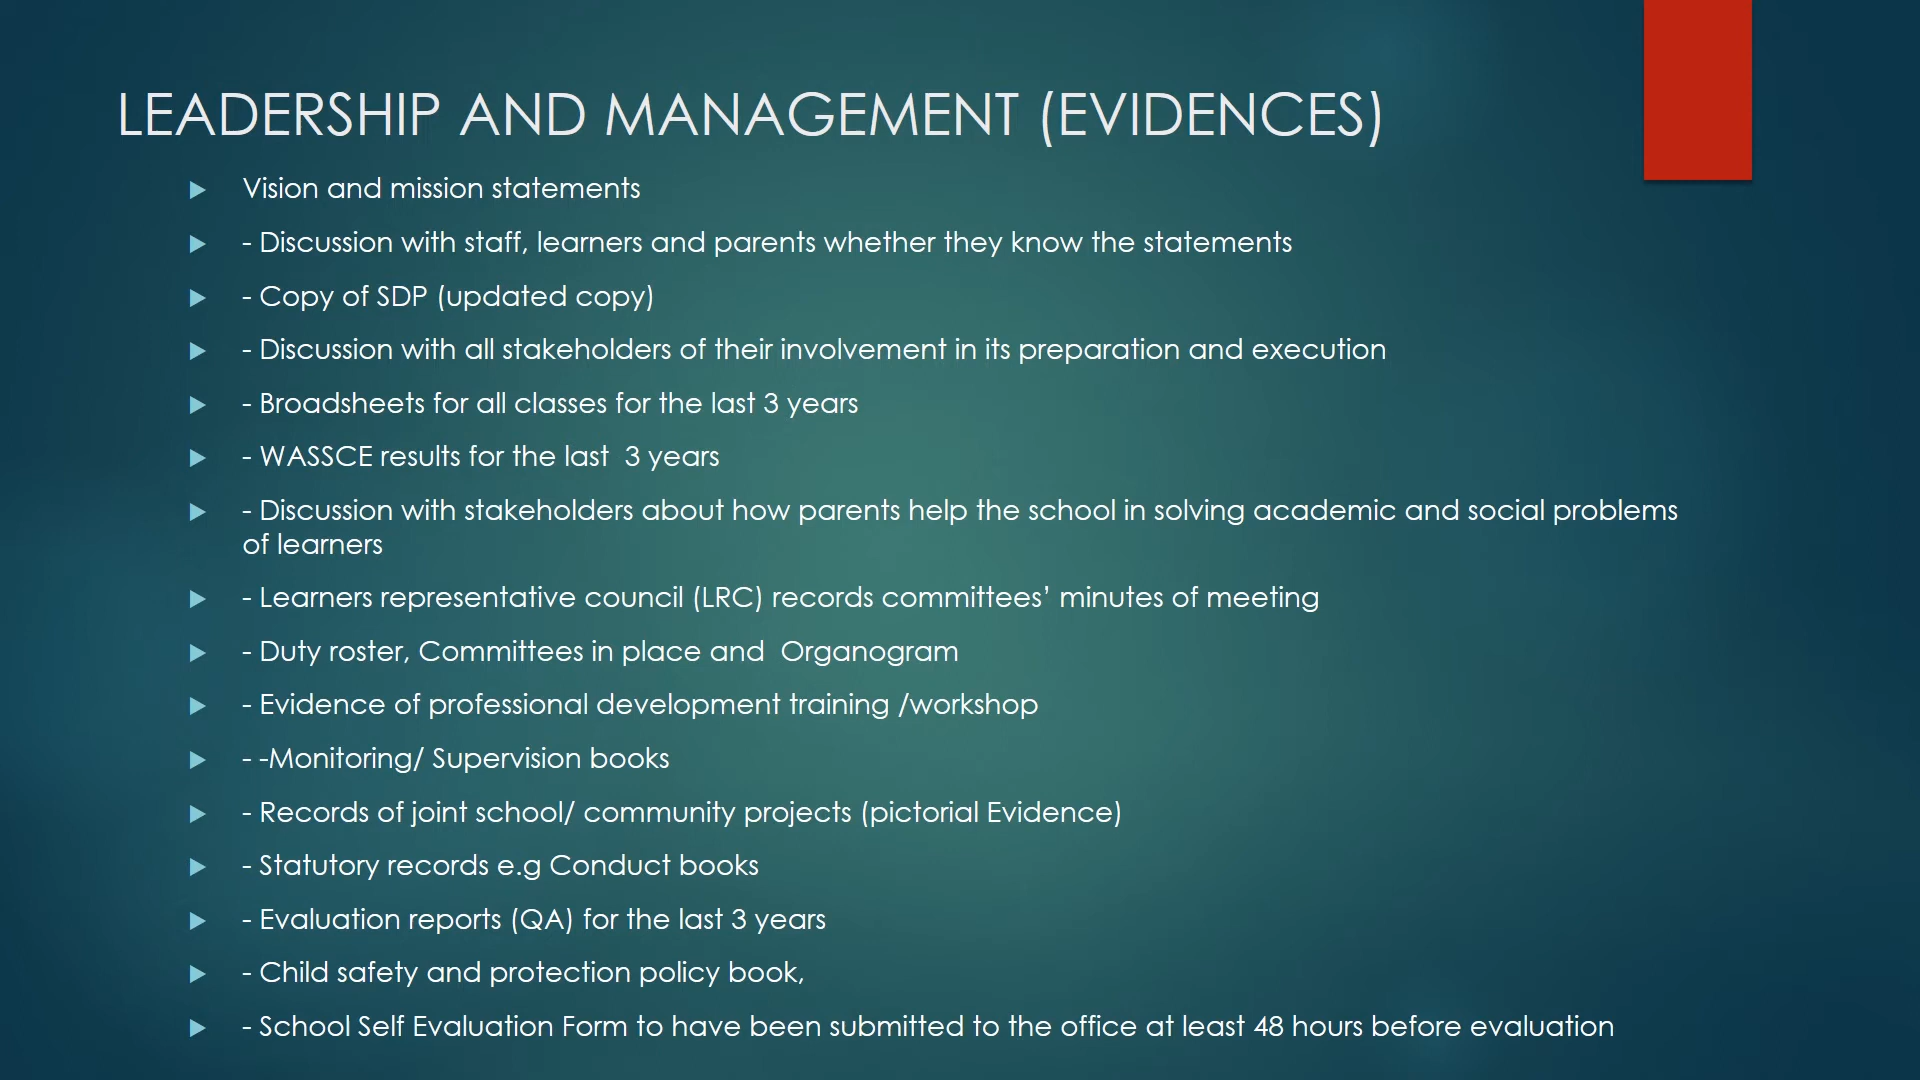 LEADERSHIP AND MANAGEMENT (EVIDENCES)
Vision and mission statements
- Discussion with staff, learners and parents whether they know the statements
- Copy of SDP (updated copy)
- Discussion with all stakeholders of their involvement in its preparation and execution
- Broadsheets for all classes for the last 3 years
- WASSCE results for the last  3 years
- Discussion with stakeholders about how parents help the school in solving academic and social problems
of learners
- Learners representative council (LRC) records committees’ minutes of meeting
- Duty roster, Committees in place and  Organogram
- Evidence of professional development training /workshop
- -Monitoring/ Supervision books
- Records of joint school/ community projects (pictorial Evidence)
- Statutory records e.g Conduct books
- Evaluation reports (QA) for the last 3 years
- Child safety and protection policy book,
- School Self Evaluation Form to have been submitted to the office at least 48 hours before evaluation